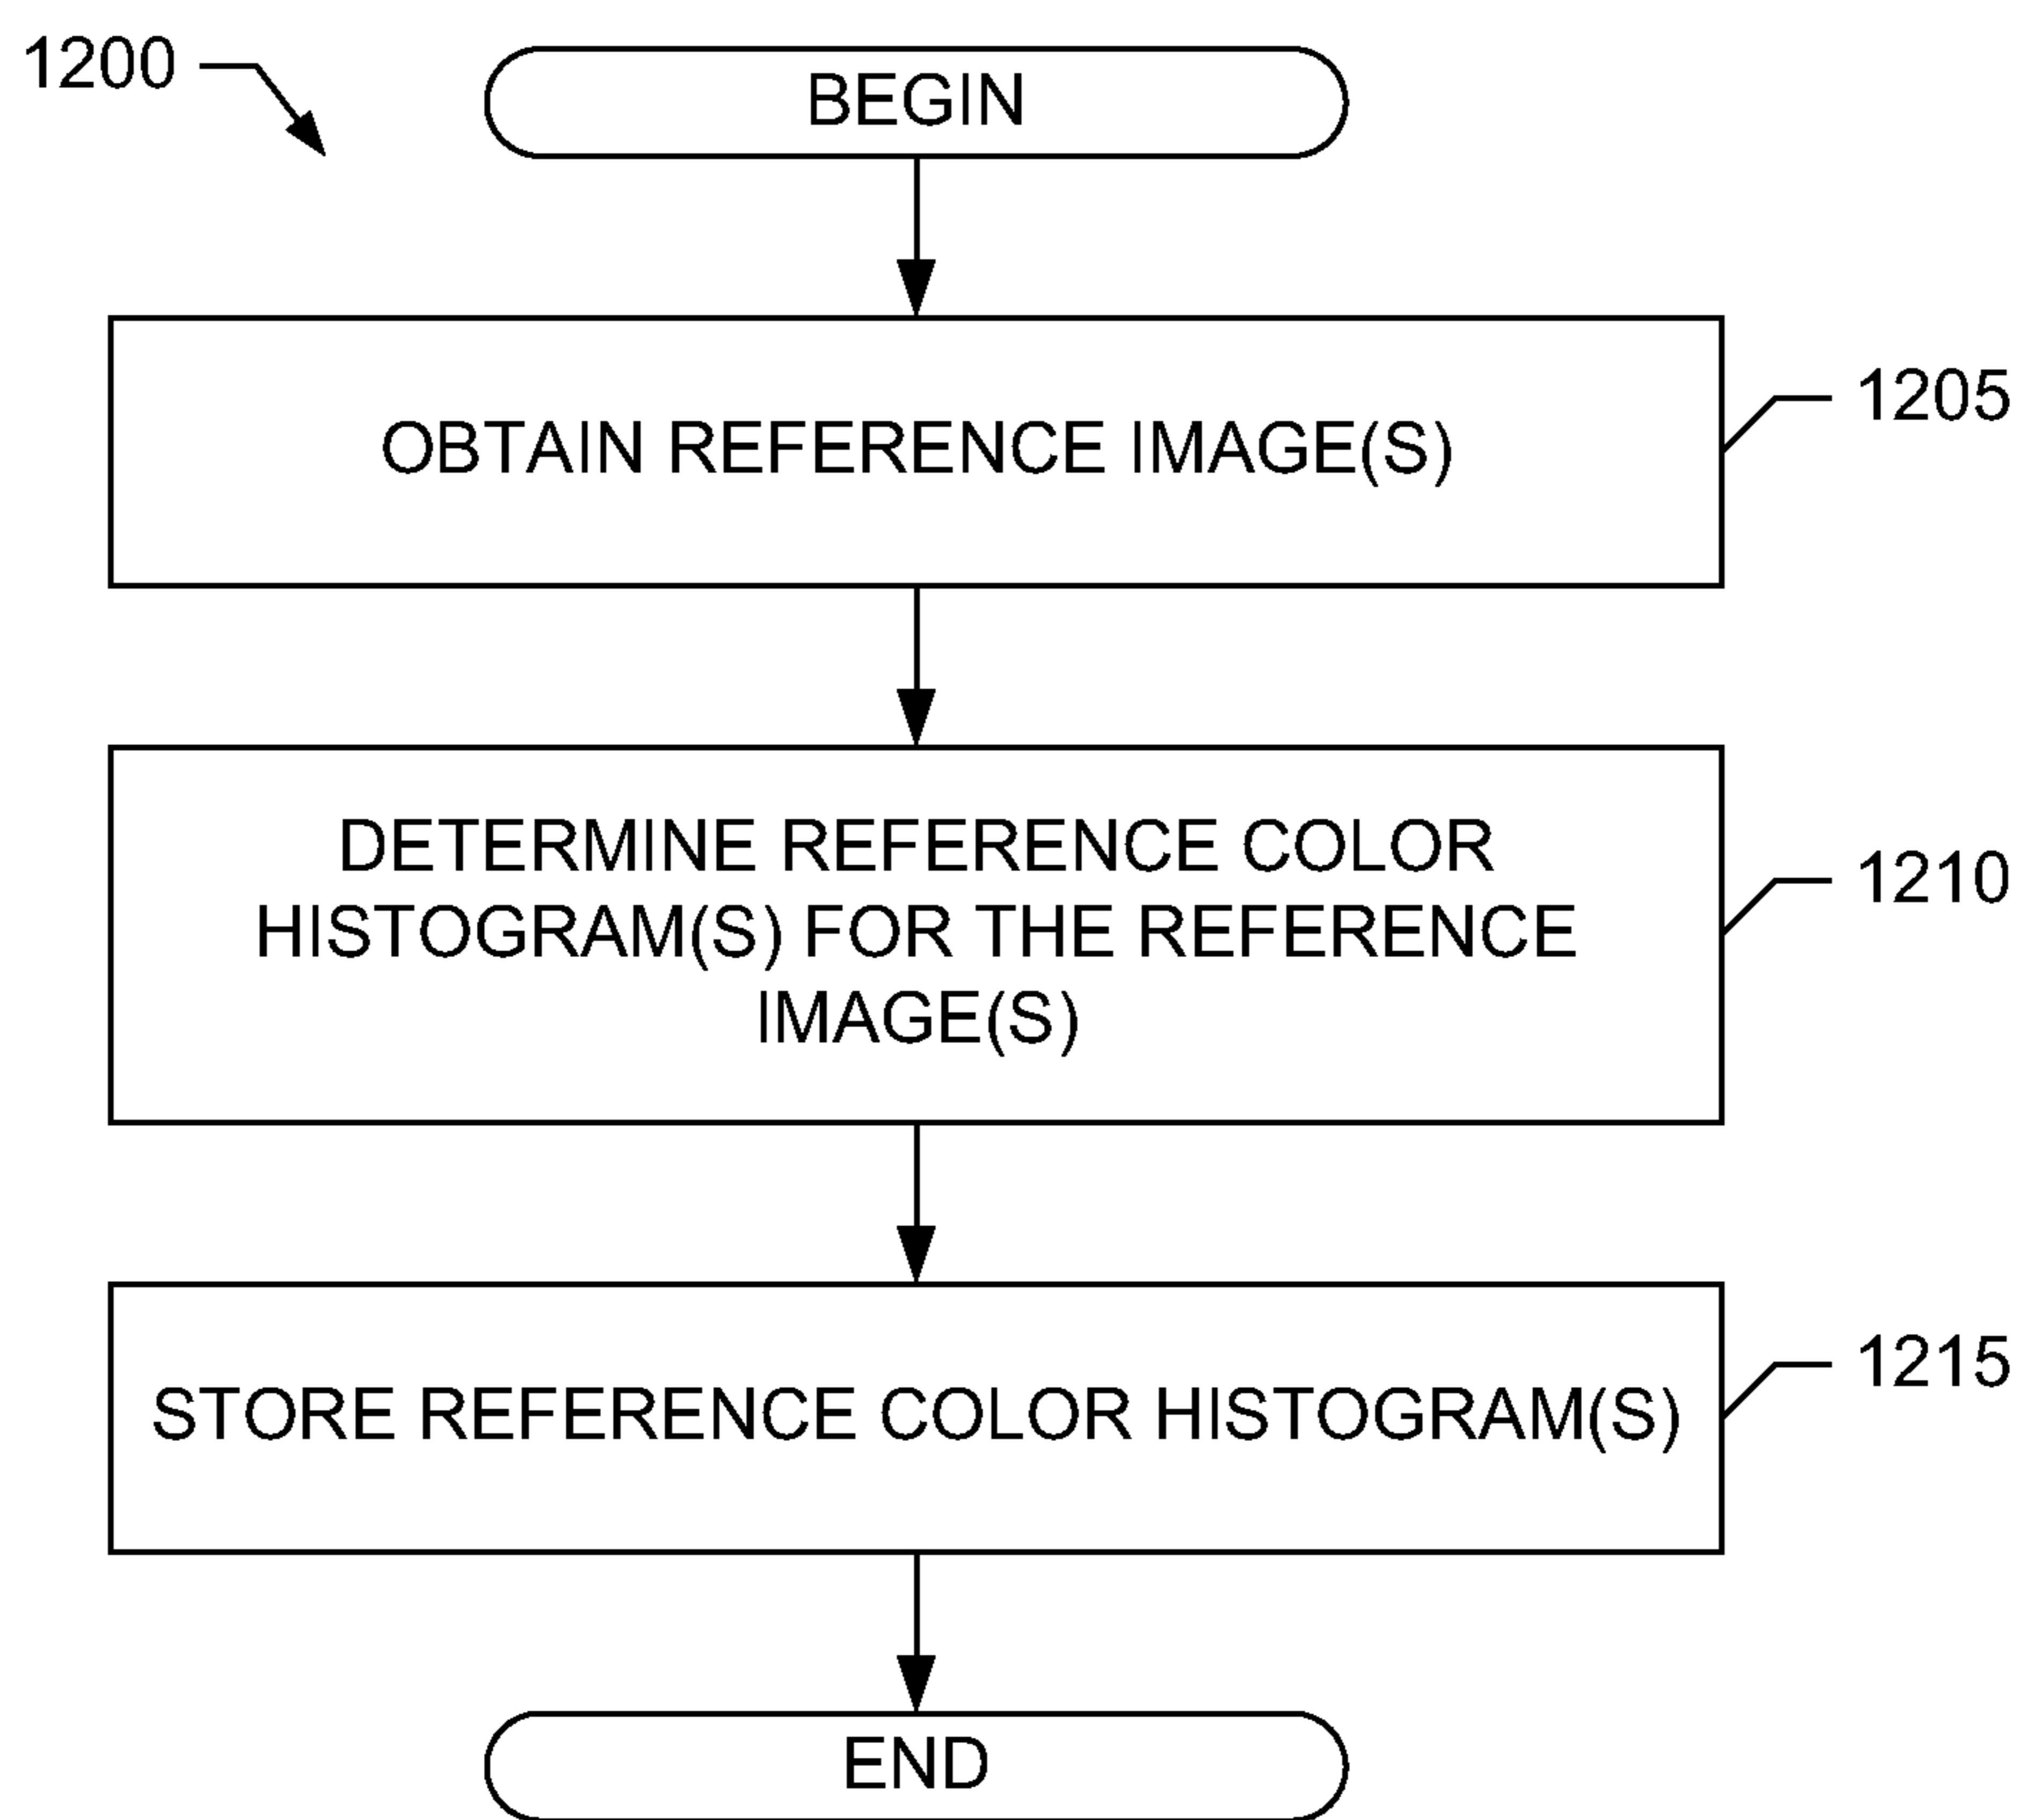 1200
BEGIN
OBTAIN REFERENCE IMAGE(S)
1205
DETERMINE REFERENCE COLOR
HISTOGRAM(S) FOR THE REFERENCE
IMAGE(S)
1210
STORE REFERENCE COLOR HISTOGRAM(S)
1215
END